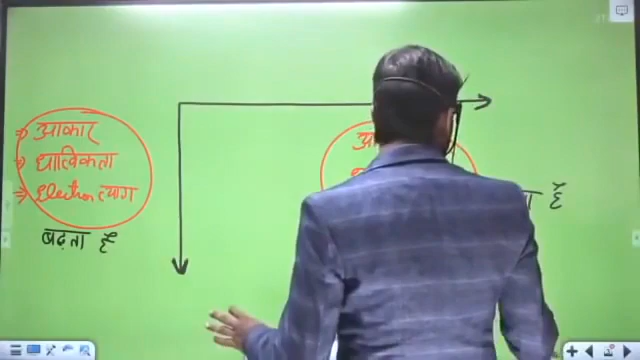 आकार
धात्विकता
Electron त्याग
बढ़ता है
आ
है